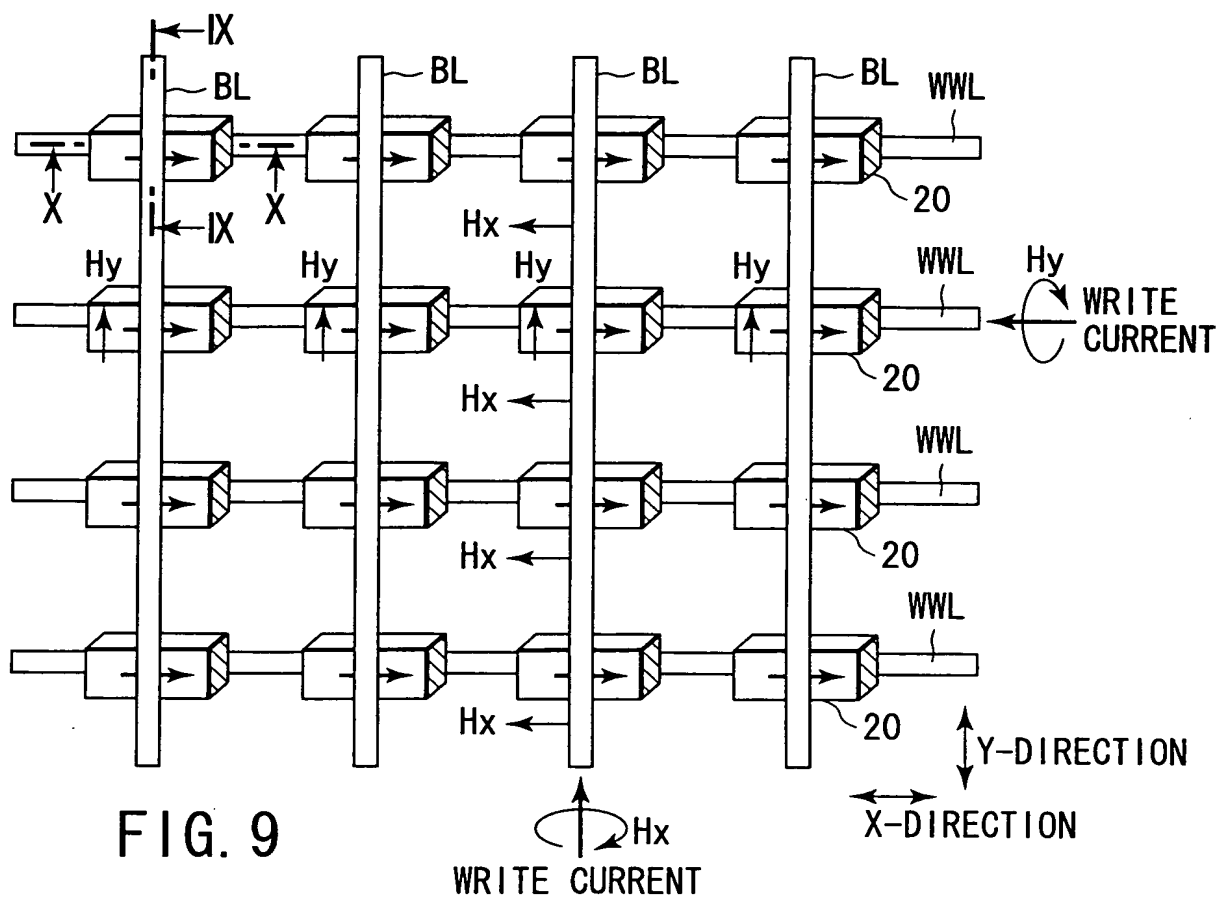 IX
BL
BL
BL
BL
WWL
X
X
20
IX
Hx
Hy
Hy
Hy
Hy
WWL
Hy
WRITE
CURRENT
20
Hx
WWL
20
Hx
WWL
20
Hx
Y-DIRECTION
X-DIRECTION
Hx
WRITE CURRENT
FIG. 9